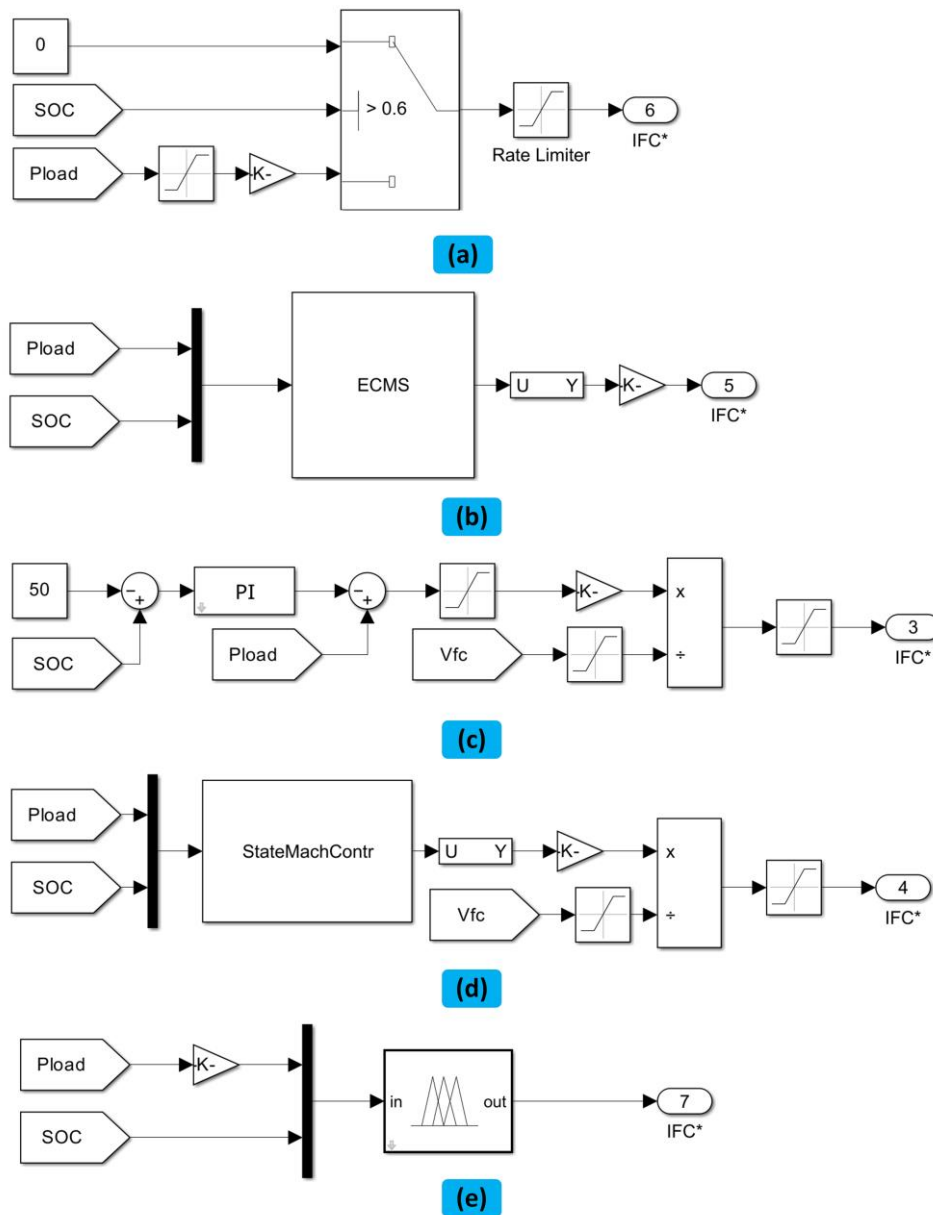 0
SOC
> 0.6
Pload
-K-
Rate Limiter
6
IFC*
(a)
Pload
SOC
ECMS
U Y
-K-
5
IFC*
(b)
50
SOC
PI
Pload
-K-
Vfc
x
÷
3
IFC*
(c)
Pload
SOC
StateMachContr
U Y
-K-
Vfc
x
÷
4
IFC*
(d)
Pload
-K-
SOC
in out
7
IFC*
(e)